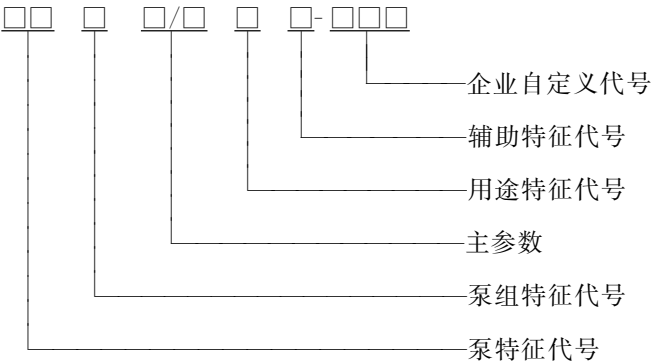 □□ □ □/□ □ □-□□□
企业自定义代号
辅助特征代号
用途特征代号
主参数
泵组特征代号
泵特征代号